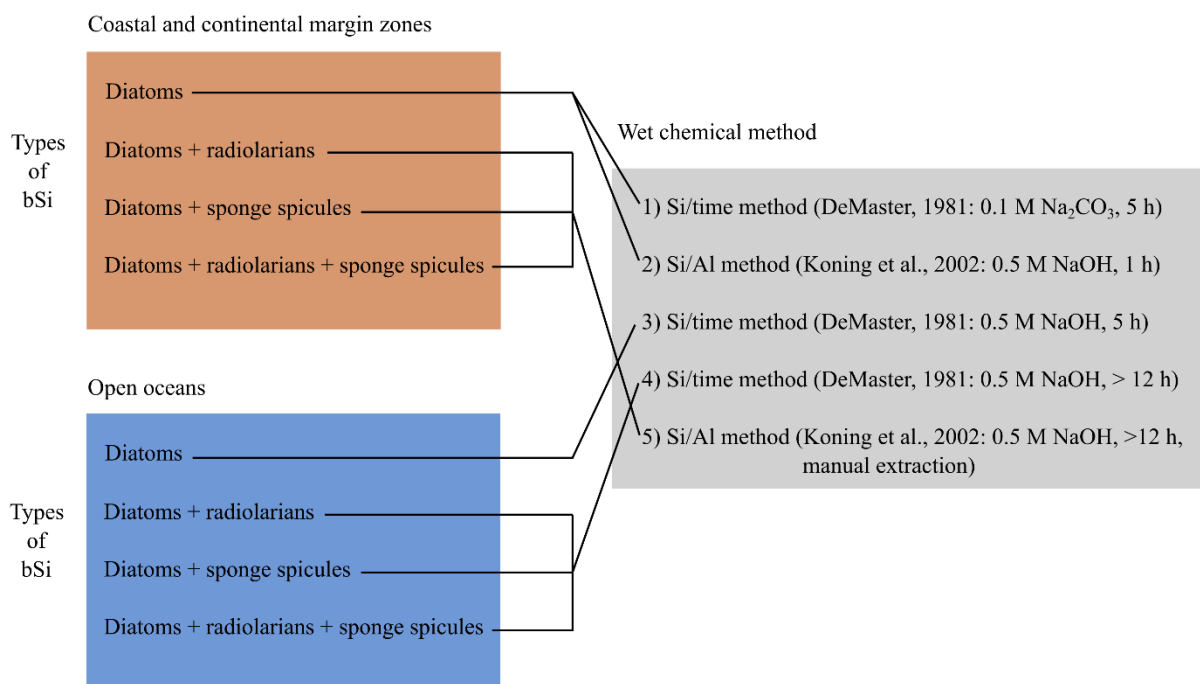 Coastal and continental margin zones
Types
of
bSi
Diatoms
Diatoms + radiolarians
Diatoms + sponge spicules
Diatoms + radiolarians + sponge spicules
Open oceans
Types
of
bSi
Diatoms
Diatoms + radiolarians
Diatoms + sponge spicules
Diatoms + radiolarians + sponge spicules
Wet chemical method
1) Si/time method (DeMaster, 1981: 0.1 M Na₂CO₃, 5 h)
2) Si/Al method (Koning et al., 2002: 0.5 M NaOH, 1 h)
3) Si/time method (DeMaster, 1981: 0.5 M NaOH, 5 h)
4) Si/time method (DeMaster, 1981: 0.5 M NaOH, > 12 h)
5) Si/Al method (Koning et al., 2002: 0.5 M NaOH, >12 h,
manual extraction)